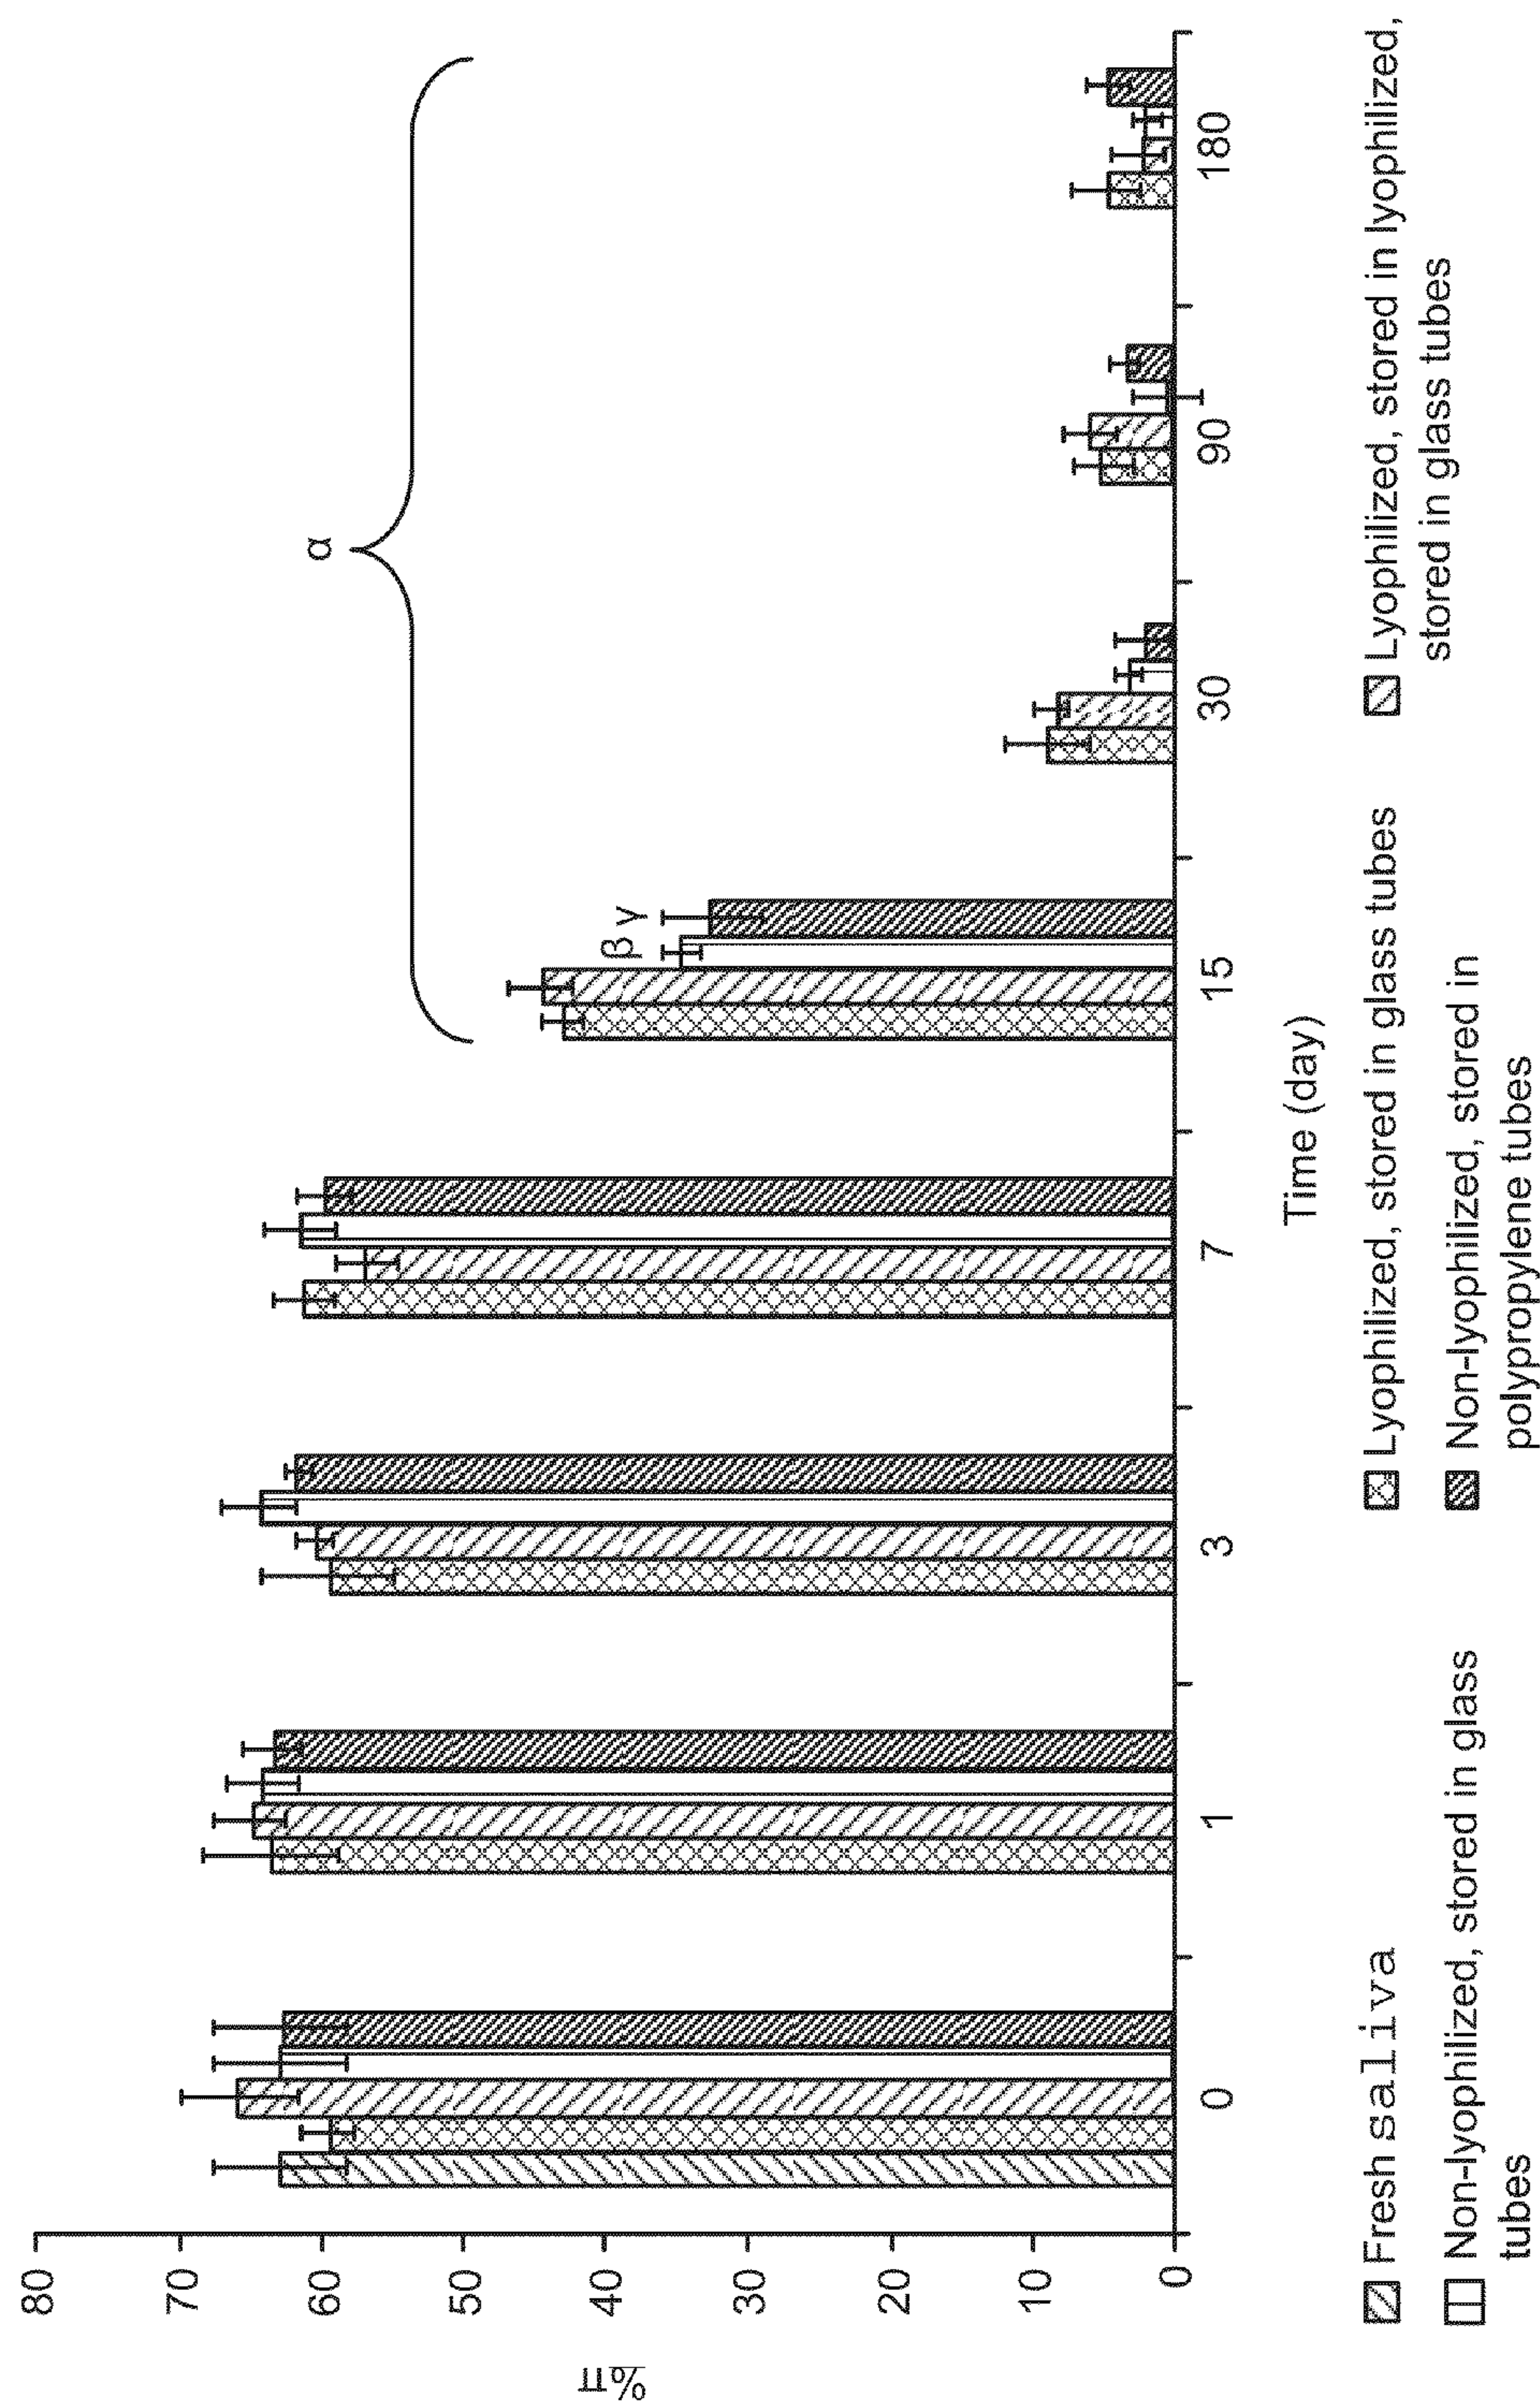 %π
80
70
60
50
40
30
20
10
0
α
β γ
0 1 3 7 15 30 90 180
Time (day)
Fresh saliva
Lyophilized, stored in glass tubes
Lyophilized, stored in lyophilized,
stored in glass tubes
Non-lyophilized, stored in glass
tubes
Non-lyophilized, stored in
polypropylene tubes